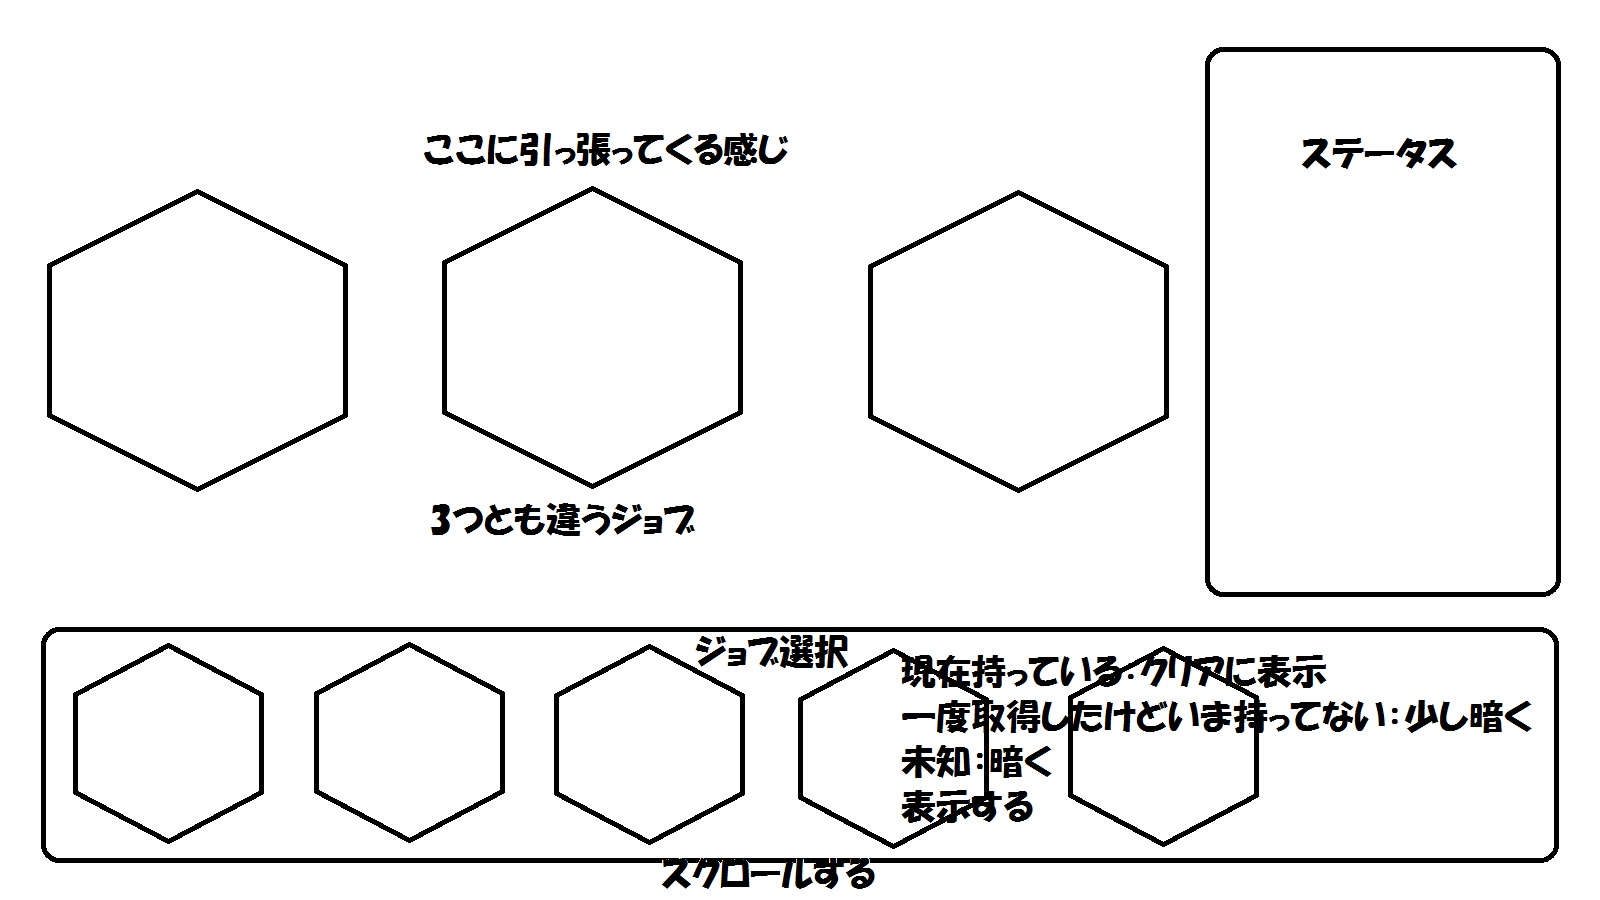 ここに引っ張ってくる感じ
ステータス
3つとも違うジョブ
ジョブ選択
現在持っている:クリアに表示
一度取得したけどいま持ってない:少し暗く
未知:暗く
表示する
スクロールする